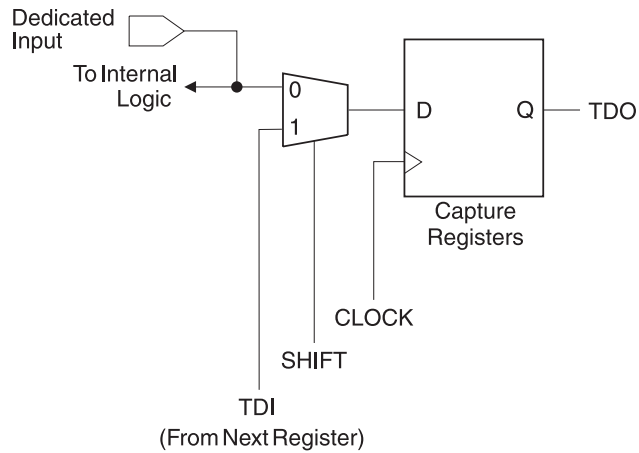 Dedicated
Input
To Internal
Logic
0
1
D
Q
TDO
Capture
Registers
CLOCK
SHIFT
TDI
(From Next Register)